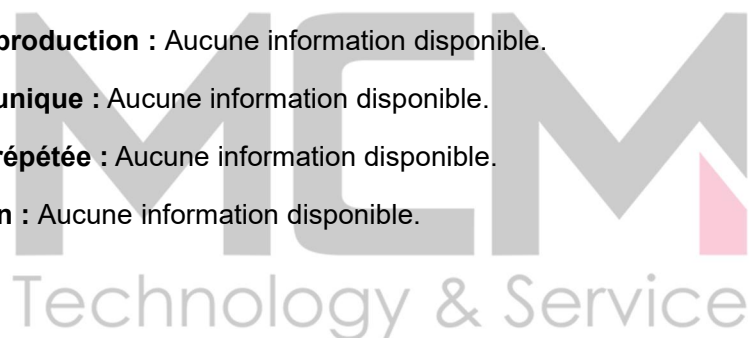 production : Aucune information disponible.
unique : Aucune information disponible.
répétée : Aucune information disponible.
n : Aucune information disponible.
MCM
Technology & Service